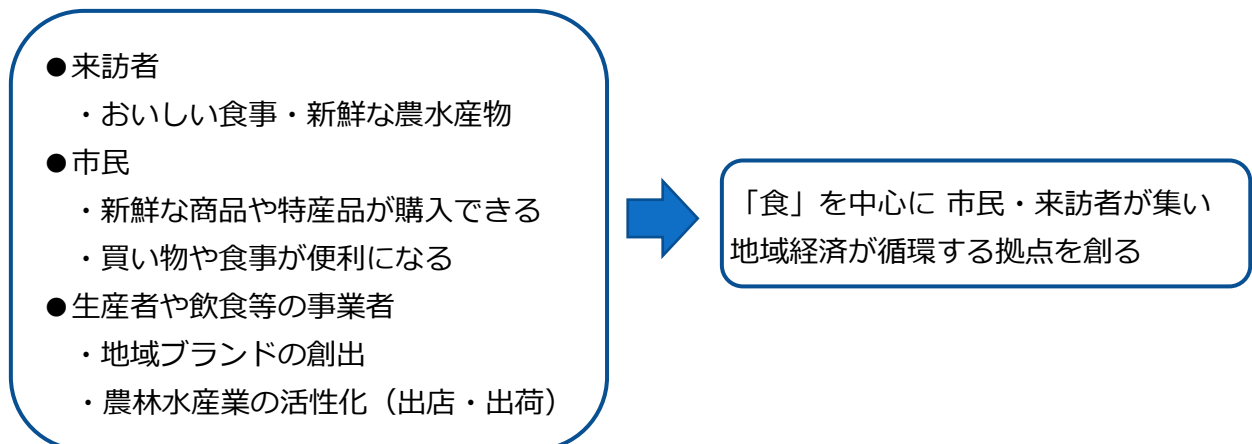 ●来訪者
・おいしい食事・新鮮な農水産物
●市民
・新鮮な商品や特産品が購入できる
・買い物や食事が便利になる
●生産者や飲食等の事業者
・地域ブランドの創出
・農林水産業の活性化（出店・出荷）
「食」を中心に 市民・来訪者が集い
地域経済が循環する拠点を創る